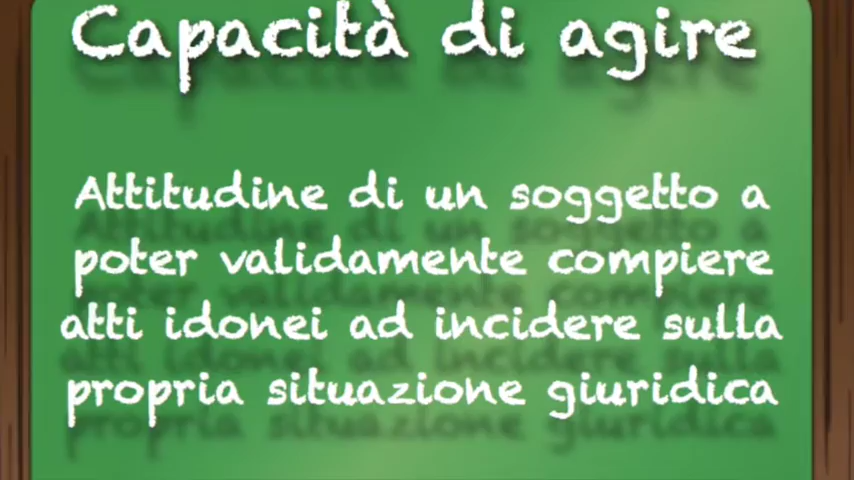 Capacità di agire
Attitudine di un soggetto a
poter validamente compiere
atti idonei ad incidere sulla
propria situazione giuridica